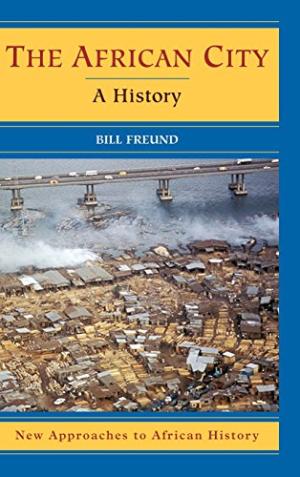 THE AFRICAN CITY
A HISTORY
BILL FREUND
New Approaches to African History